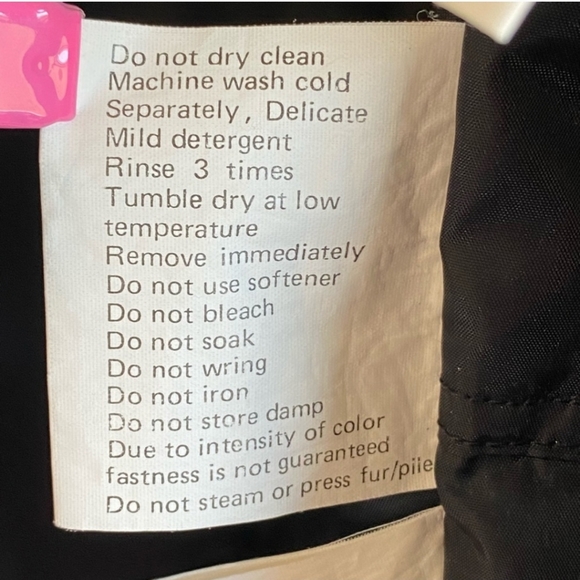 Do not dry clean
Machine wash cold
Separately, Delicate
Mild detergent
Rinse 3 times
Tumble dry at low
temperature
Remove immediately
Do not use softener
Do not bleach
Do not soak
Do not wring
Do not iron
Do not store damp
Due to intensity of color
fastness is not guaranteed
Do not steam or press fur/pile